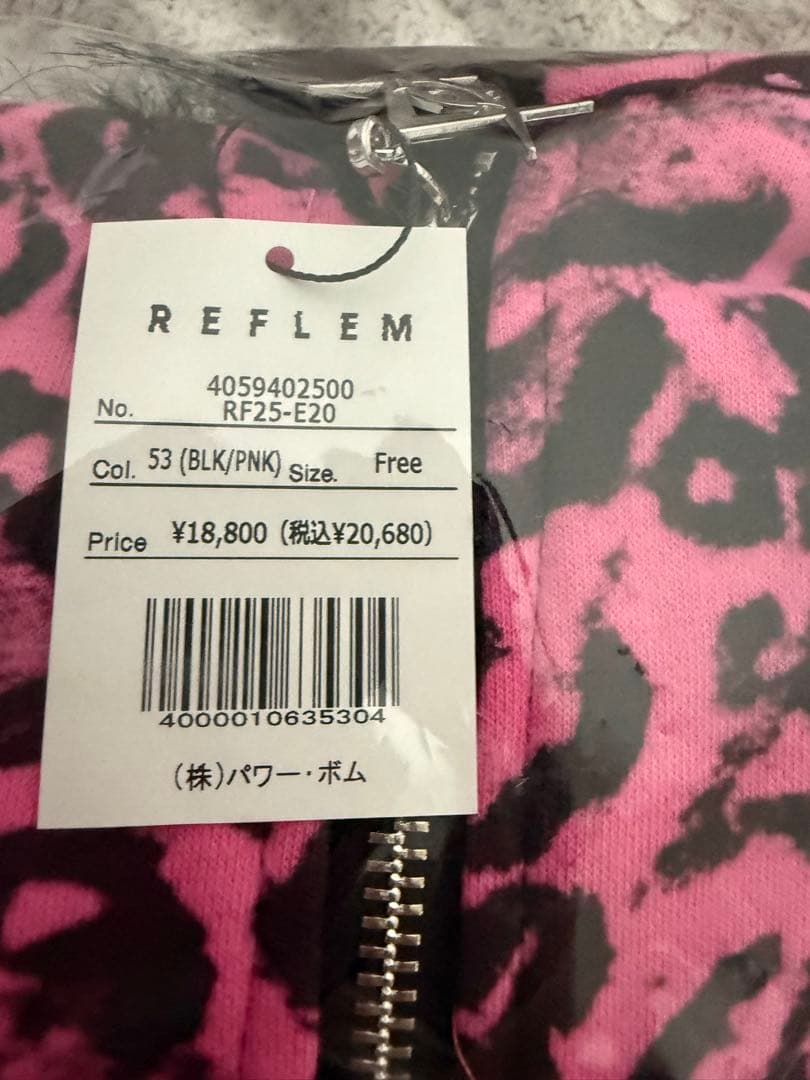 REFLEM
4059402500
No. RF25-E20
Col. 53 (BLK/PNK) Size. Free
Price ¥18,800 (税込¥20,680)
4000010635304
(株)パワー・ボム